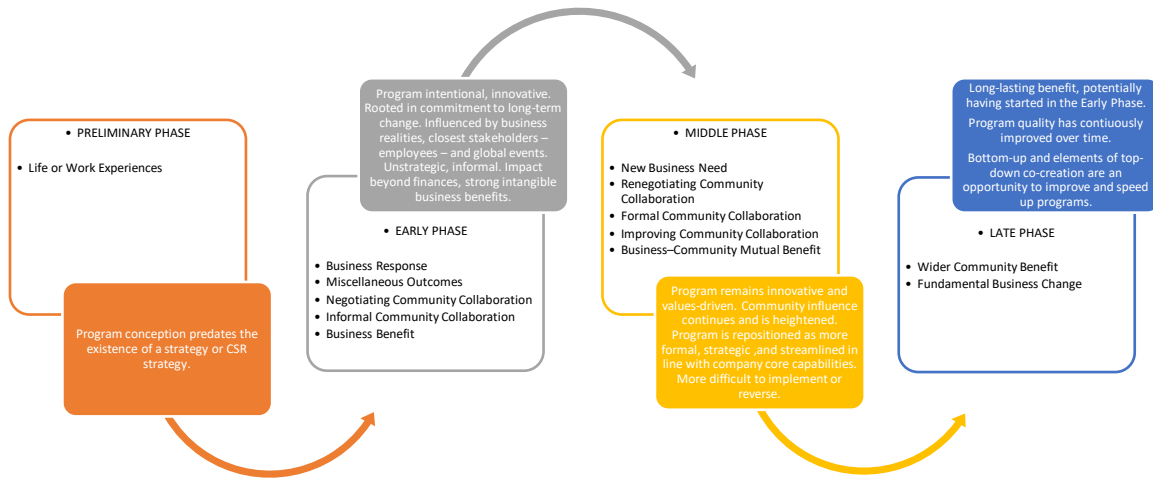 • PRELIMINARY PHASE
• Life or Work Experiences
Program conception predates the
existence of a strategy or CSR
strategy.
Program intentional, innovative.
Rooted in commitment to long-term
change. Influenced by business
realities, closest stakeholders –
employees – and global events.
Unstrategic, informal. Impact
beyond finances, strong intangible
business benefits.
• EARLY PHASE
• Business Response
• Miscellaneous Outcomes
• Negotiating Community Collaboration
• Informal Community Collaboration
• Business Benefit
• MIDDLE PHASE
• New Business Need
• Renegotiating Community
Collaboration
• Formal Community Collaboration
• Improving Community Collaboration
• Business–Community Mutual Benefit
Program remains innovative and
values-driven. Community influence
continues and is heightened.
Program is repositioned as more
formal, strategic ,and streamlined in
line with company core capabilities.
More difficult to implement or
reverse.
Long-lasting benefit, potentially
having started in the Early Phase.
Program quality has contiuously
improved over time.
Bottom-up and elements of top-
down co-creation are an
opportunity to improve and speed
up programs.
• LATE PHASE
• Wider Community Benefit
• Fundamental Business Change